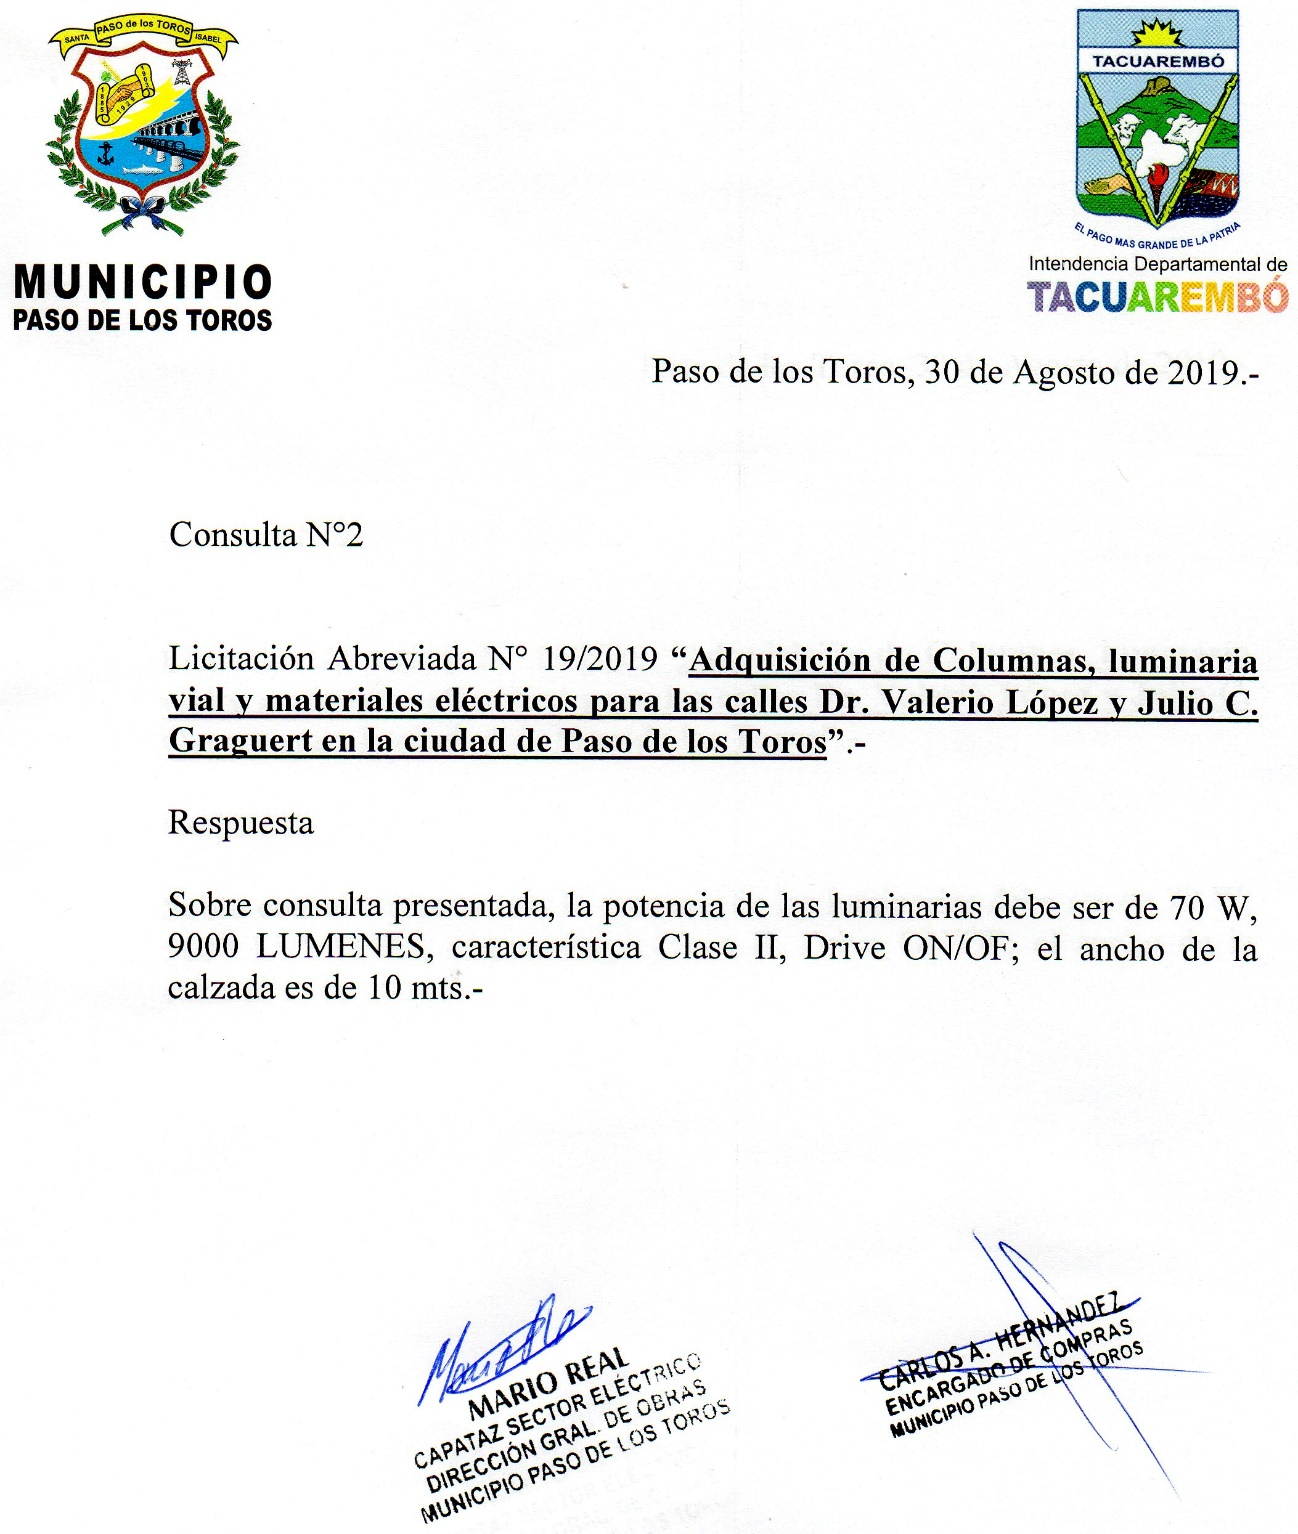 SANTA PASO de los TOROS ISABEL
1885 1903
1929
MUNICIPIO
PASO DE LOS TOROS
TACUAREMBÓ
EL PAGO MAS GRANDE DE LA PATRIA
Intendencia Departamental de
TACUAREMBÓ
Paso de los Toros, 30 de Agosto de 2019.-
Consulta N°2
Licitación Abreviada N° 19/2019 “Adquisición de Columnas, luminaria
vial y materiales eléctricos para las calles Dr. Valerio López y Julio C.
Graguert en la ciudad de Paso de los Toros”.-
Respuesta
Sobre consulta presentada, la potencia de las luminarias debe ser de 70 W,
9000 LUMENES, característica Clase II, Drive ON/OF; el ancho de la
calzada es de 10 mts.-
MARIO REAL
CAPATAZ SECTOR ELÉCTRICO
DIRECCIÓN GRAL. DE OBRAS
MUNICIPIO PASO DE LOS TOROS
CARLOS A. HERNANDEZ
ENCARGADO DE COMPRAS
MUNICIPIO PASO DE LOS TOROS